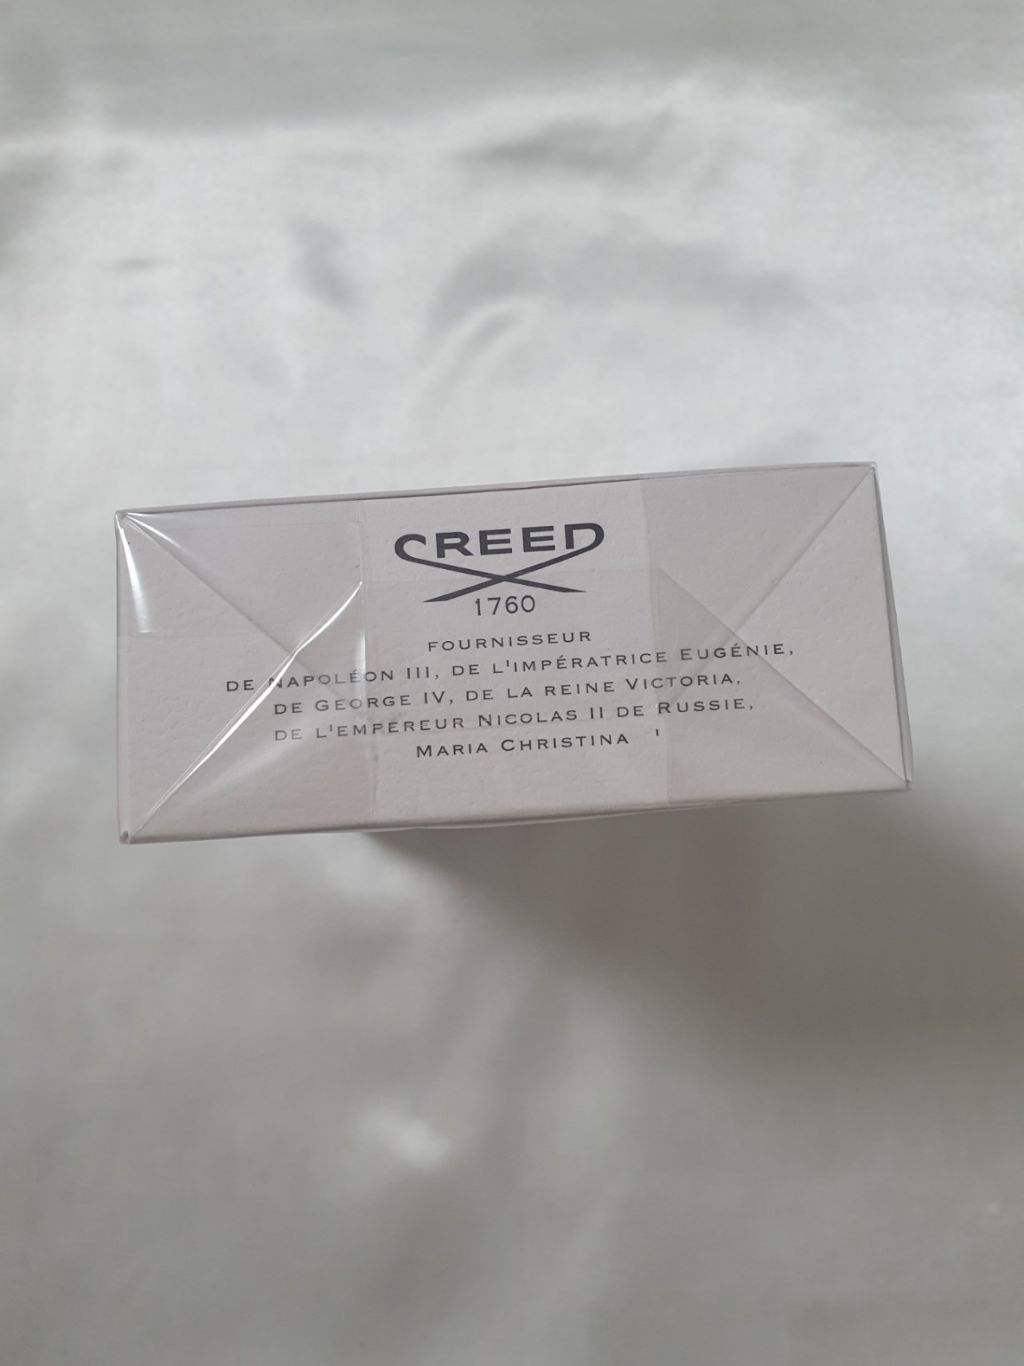 CREED
1760
FOURNISSEUR
DE NAPOLÉON III, DE L'IMPÉRATRICE EUGÉNIE,
DE GEORGE IV, DE LA REINE VICTORIA,
DE L'EMPEREUR NICOLAS II DE RUSSIE,
MARIA CHRISTINA '